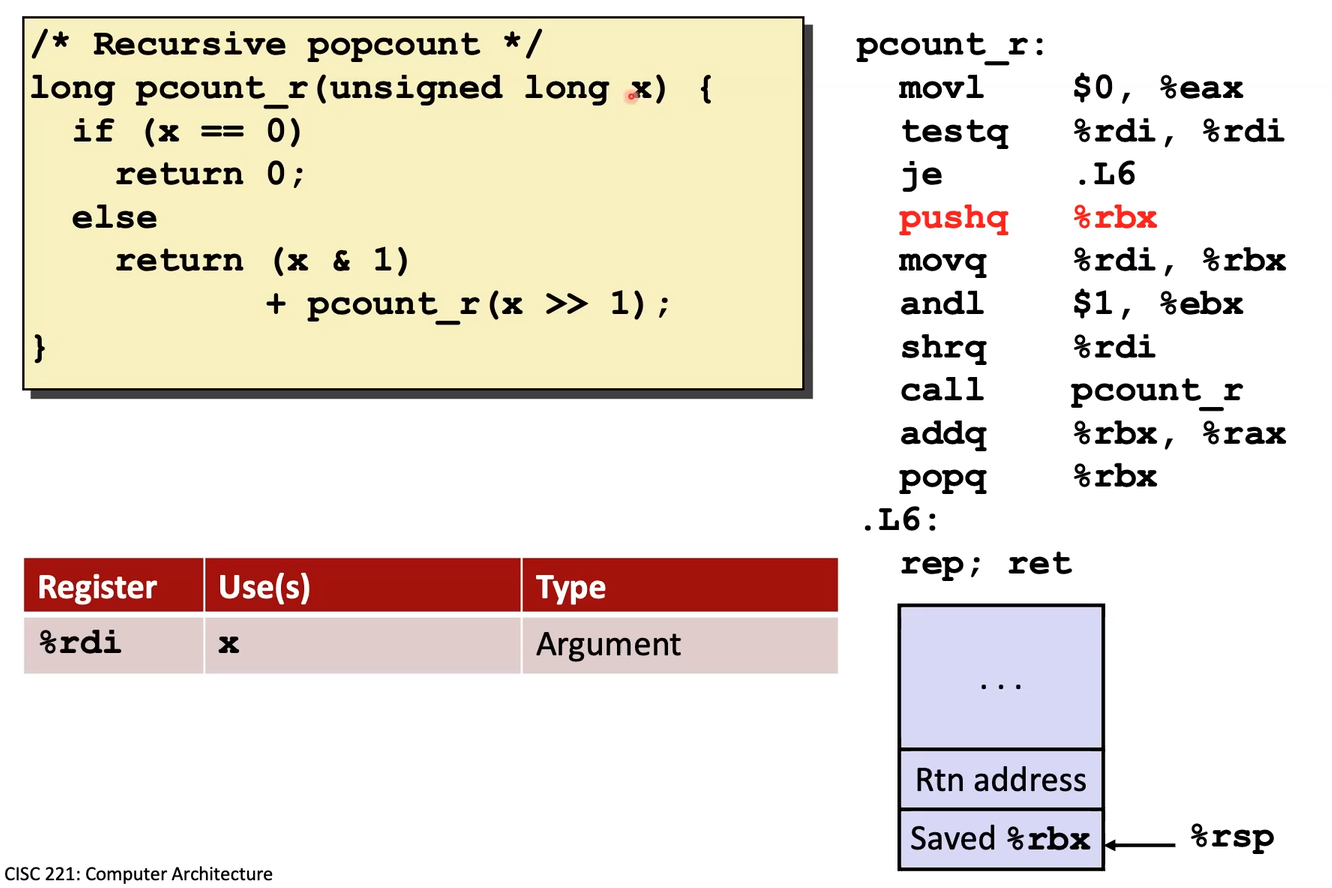 /* Recursive popcount */
long pcount_r(unsigned long x) {
  if (x == 0)
    return 0;
  else
    return (x & 1)
           + pcount_r(x >> 1);
}
pcount_r:
  movl    $0, %eax
  testq   %rdi, %rdi
  je      .L6
  pushq   %rbx
  movq    %rdi, %rbx
  andl    $1, %ebx
  shrq    %rdi
  call    pcount_r
  addq    %rbx, %rax
  popq    %rbx
.L6:
  rep; ret
Register Use(s) Type
%rdi x Argument
...
Rtn address
Saved %rbx %rsp
CISC 221: Computer Architecture